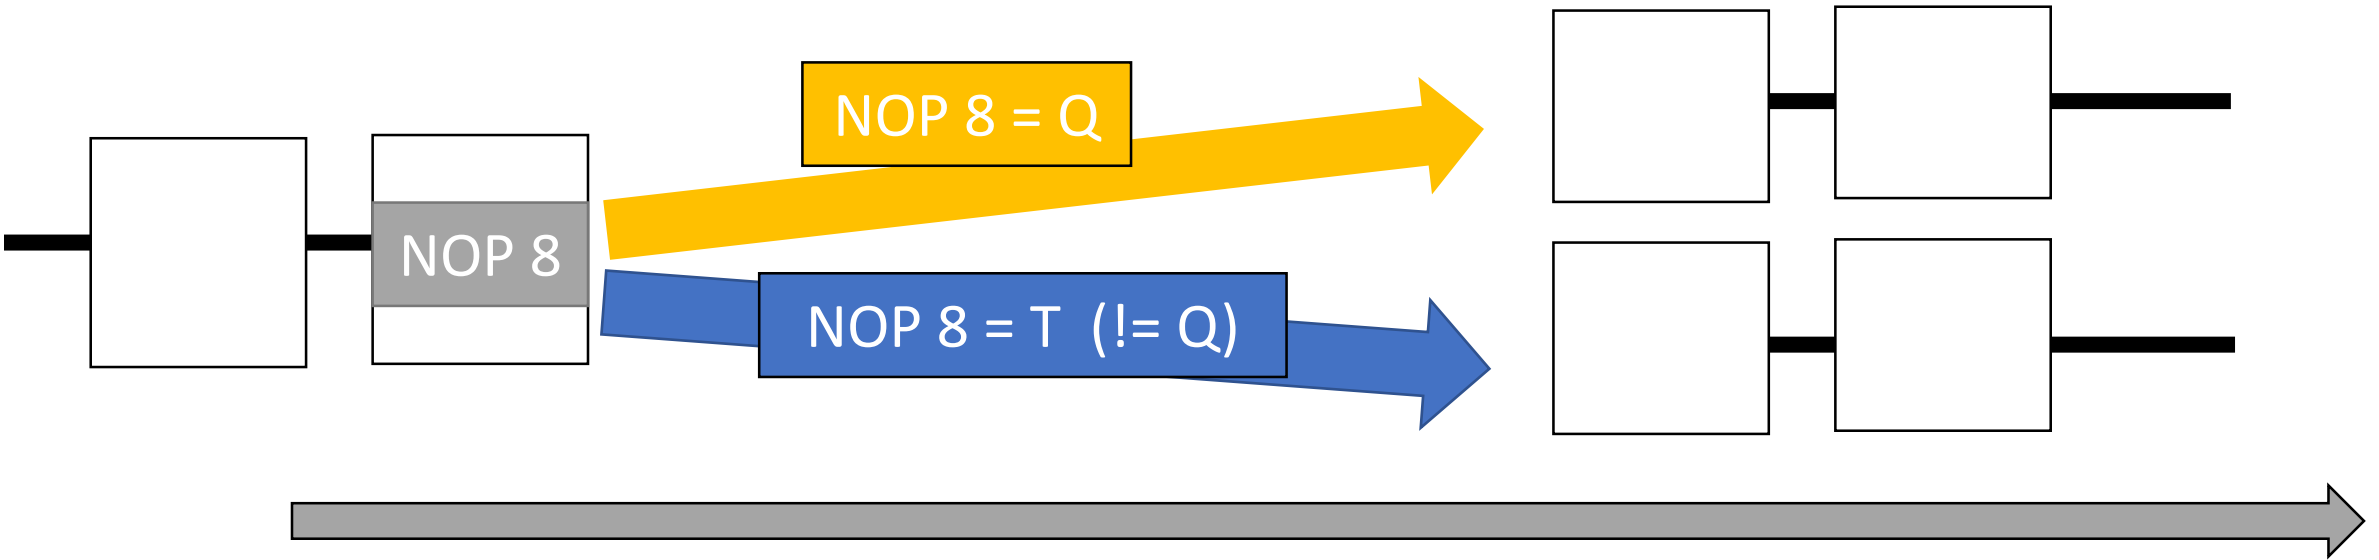 NOP 8 = Q
NOP 8
NOP 8 = T (!= Q)